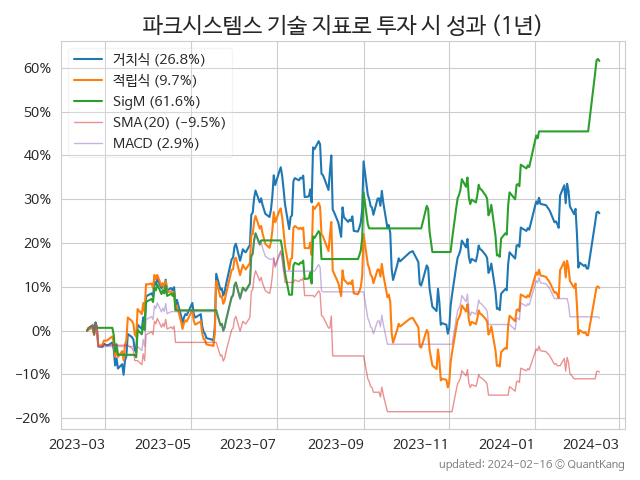 파크시스템스 기술 지표로 투자 시 성과 (1년)
거치식 (26.8%)
적립식 (9.7%)
SigM (61.6%)
SMA(20) (−9.5%)
MACD (2.9%)
60%
50%
40%
30%
20%
10%
0%
−10%
−20%
2023-03 2023-05 2023-07 2023-09 2023-11 2024-01 2024-03
updated: 2024-02-16 © QuantKang